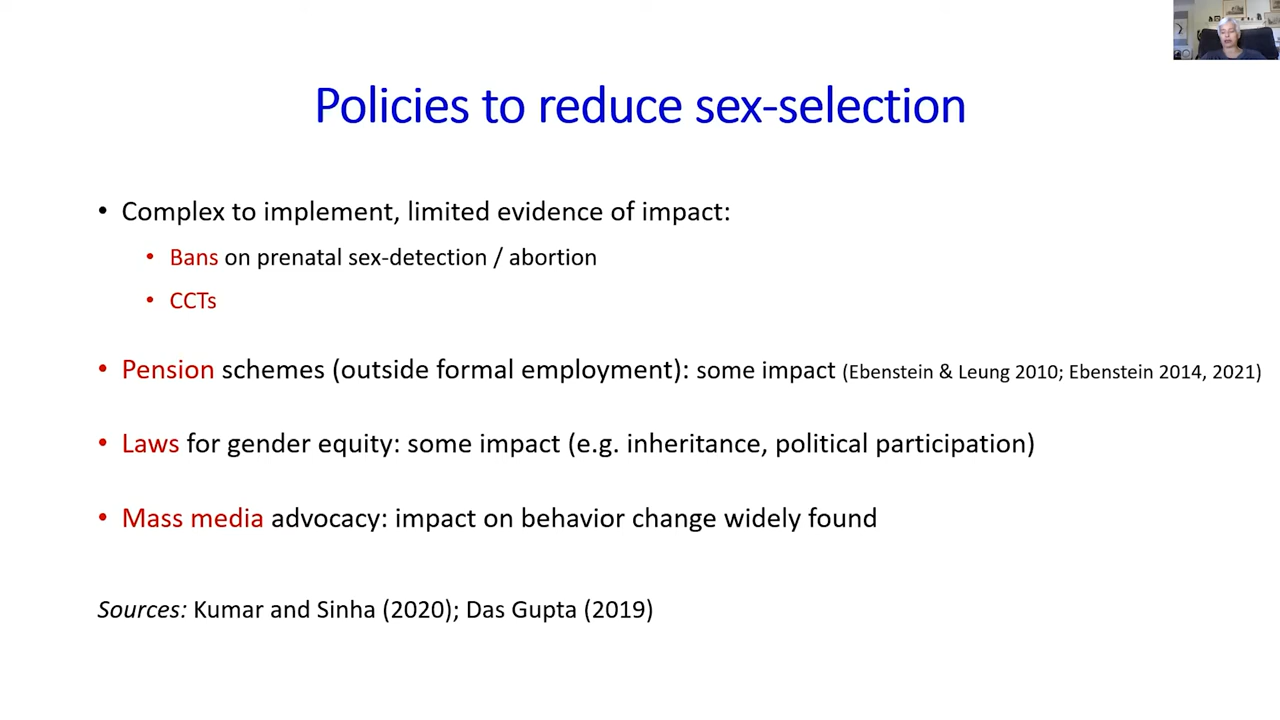 Policies to reduce sex-selection
• Complex to implement, limited evidence of impact:
• Bans on prenatal sex-detection / abortion
• CCTs
• Pension schemes (outside formal employment): some impact (Ebenstein & Leung 2010; Ebenstein 2014, 2021)
• Laws for gender equity: some impact (e.g. inheritance, political participation)
• Mass media advocacy: impact on behavior change widely found
Sources: Kumar and Sinha (2020); Das Gupta (2019)